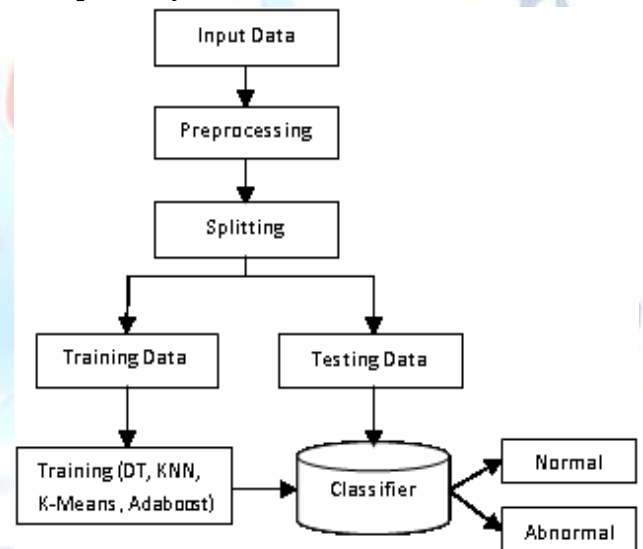 Input Data
Preprocessing
Splitting
Training Data
Testing Data
Training (DT, KNN,
K-Means, Adaboost)
Classifier
Normal
Abnormal